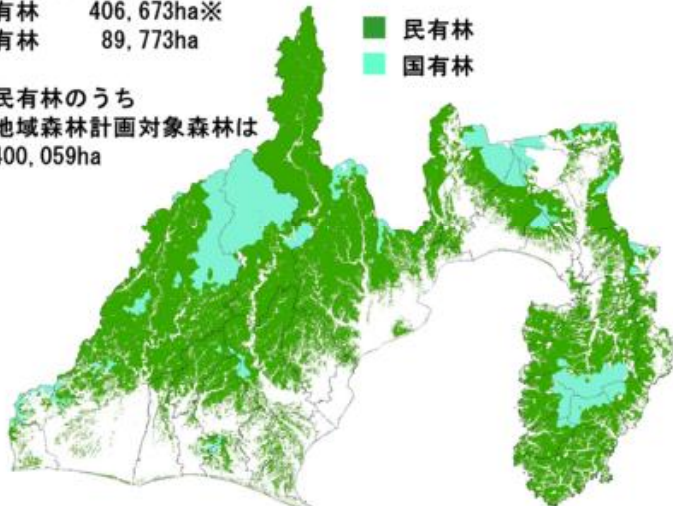 有林 406,673ha※
有林 89,773ha
民有林のうち
地域森林計画対象森林は
400,059ha
民有林
国有林